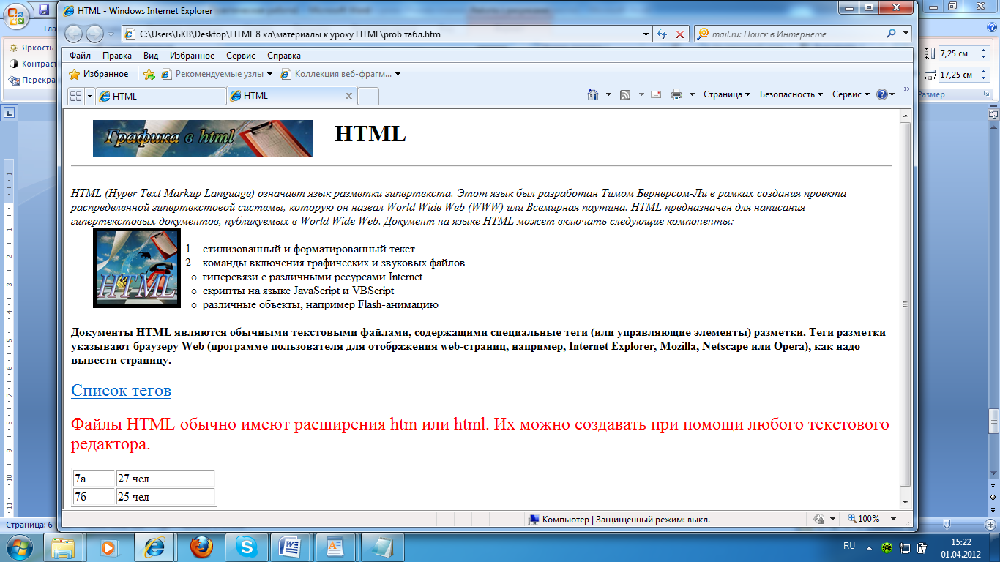 HTML - Windows Internet Explorer
C:\Users\БКВ\Desktop\HTML 8 кл\материалы к уроку HTML\prob табл.htm
mail.ru: Поиск в Интернете
Гла
Файл Правка Вид Избранное Сервис Справка
Яркость
7,25 см
Контраст
Избранное Рекомендуемые узлы Коллекция веб-фрагм...
17,25 см
Перекра
HTML HTML Страница Безопасность Сервис
Размер
Графика в html
HTML
HTML (Hyper Text Markup Language) означает язык разметки гипертекста. Этот язык был разработан Тимом Бернерсом-Ли в рамках создания проекта
распределенной гипертекстовой системы, которую он назвал World Wide Web (WWW) или Всемирная паутина. HTML предназначен для написания
гипертекстовых документов, публикуемых в World Wide Web. Документ на языке HTML может включать следующие компоненты:
HTML
1. стилизованный и форматированный текст
2. команды включения графических и звуковых файлов
○ гиперсвязи с различными ресурсами Internet
○ скрипты на языке JavaScript и VBScript
○ различные объекты, например Flash-анимацию
Документы HTML являются обычными текстовыми файлами, содержащими специальные теги (или управляющие элементы) разметки. Теги разметки
указывают браузеру Web (программе пользователя для отображения web-страниц, например, Internet Explorer, Mozilla, Netscape или Opera), как надо
вывести страницу.
Список тегов
Файлы HTML обычно имеют расширения htm или html. Их можно создавать при помощи любого текстового
редактора.
7а 27 чел
7б 25 чел
Компьютер | Защищенный режим: выкл.
100%
Страница: 6
RU
15:22
01.04.2012